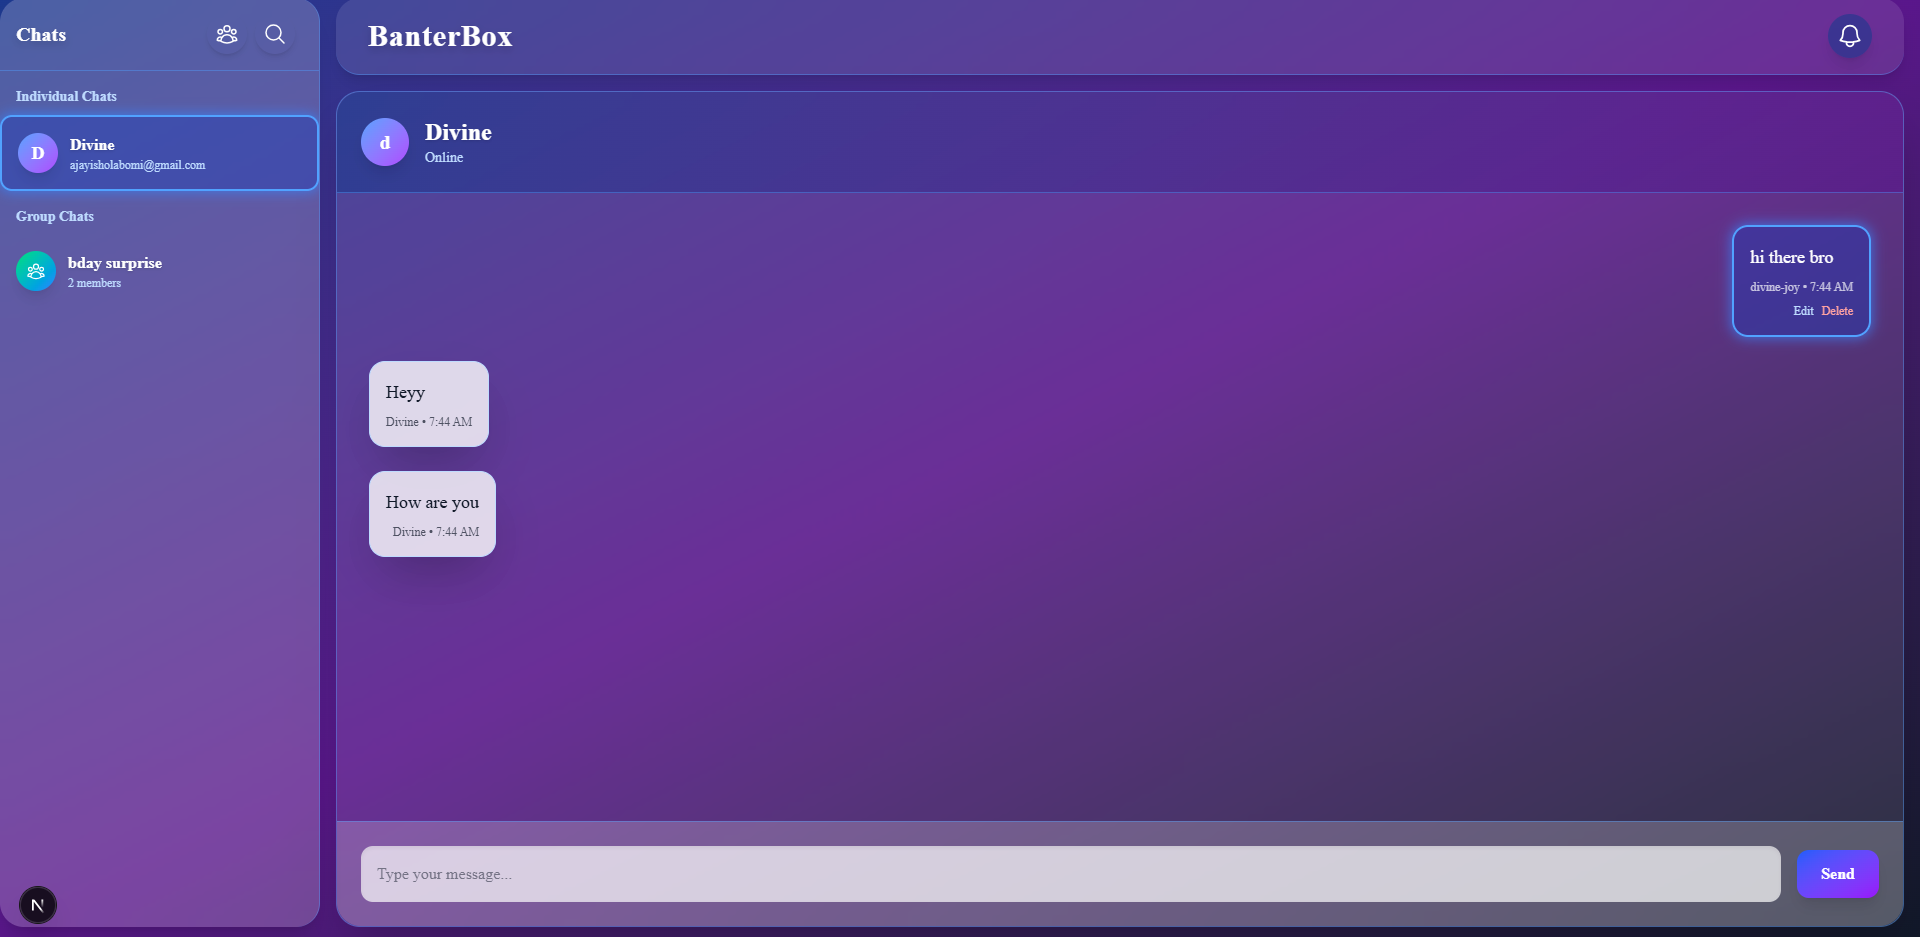 Chats
Individual Chats
D
Divine
ajayisholabomi@gmail.com
Group Chats
bday surprise
2 members
N
BanterBox
d
Divine
Online
hi there bro
divine-joy • 7:44 AM
Edit Delete
Heyy
Divine • 7:44 AM
How are you
Divine • 7:44 AM
Type your message...
Send